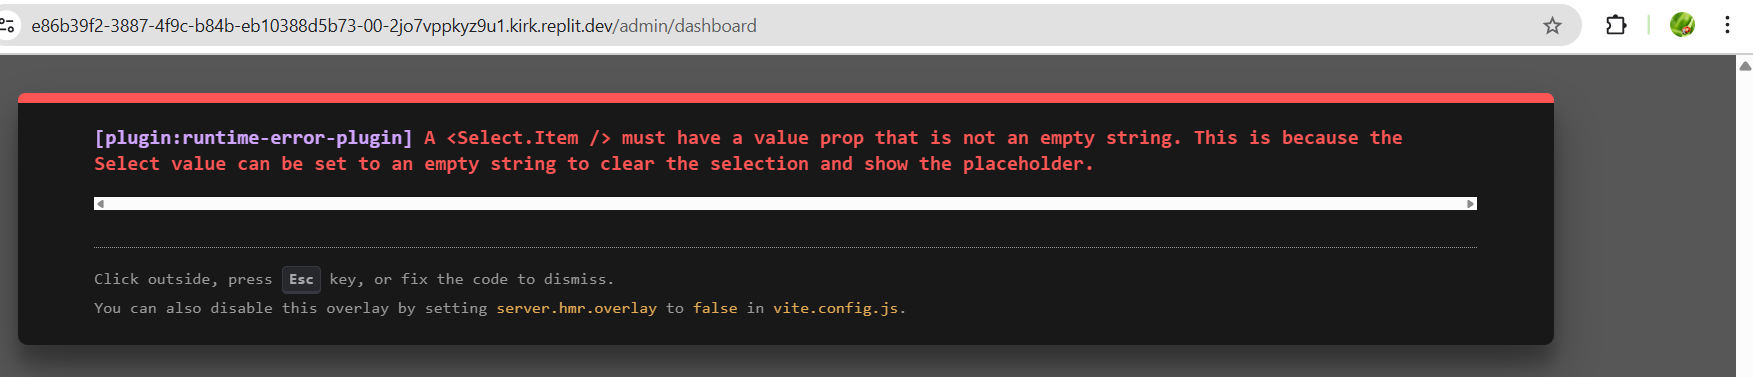 e86b39f2-3887-4f9c-b84b-eb10388d5b73-00-2jo7vppkyz9u1.kirk.replit.dev/admin/dashboard
[plugin:runtime-error-plugin] A <Select.Item /> must have a value prop that is not an empty string. This is because the
Select value can be set to an empty string to clear the selection and show the placeholder.
Click outside, press Esc key, or fix the code to dismiss.
You can also disable this overlay by setting server.hmr.overlay to false in vite.config.js.